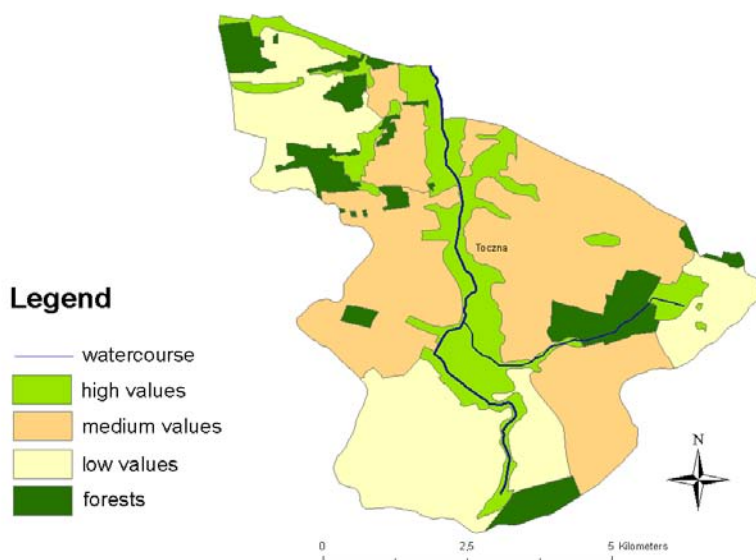 Toczna
Legend
watercourse
high values
medium values
low values
forests
N
0 2,5 5 Kilometers